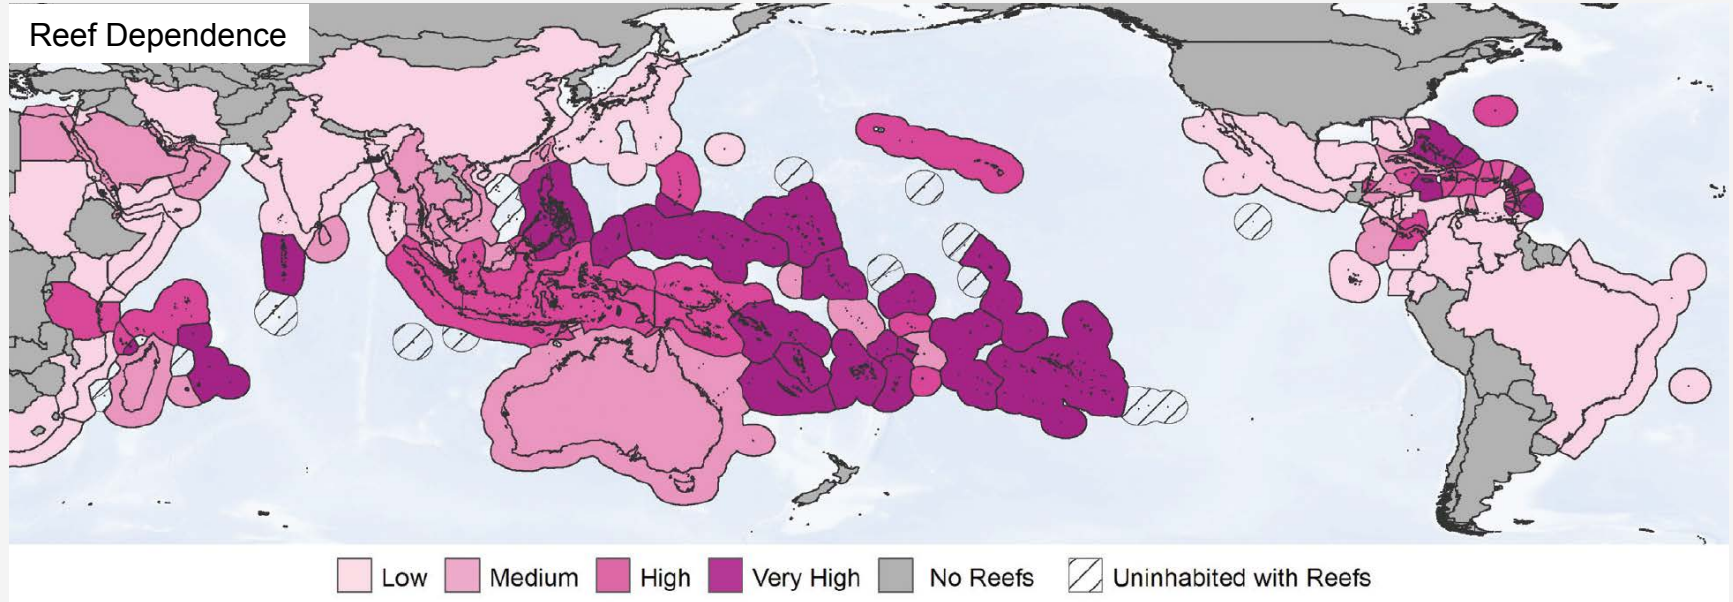 Reef Dependence
Low Medium High Very High No Reefs Uninhabited with Reefs